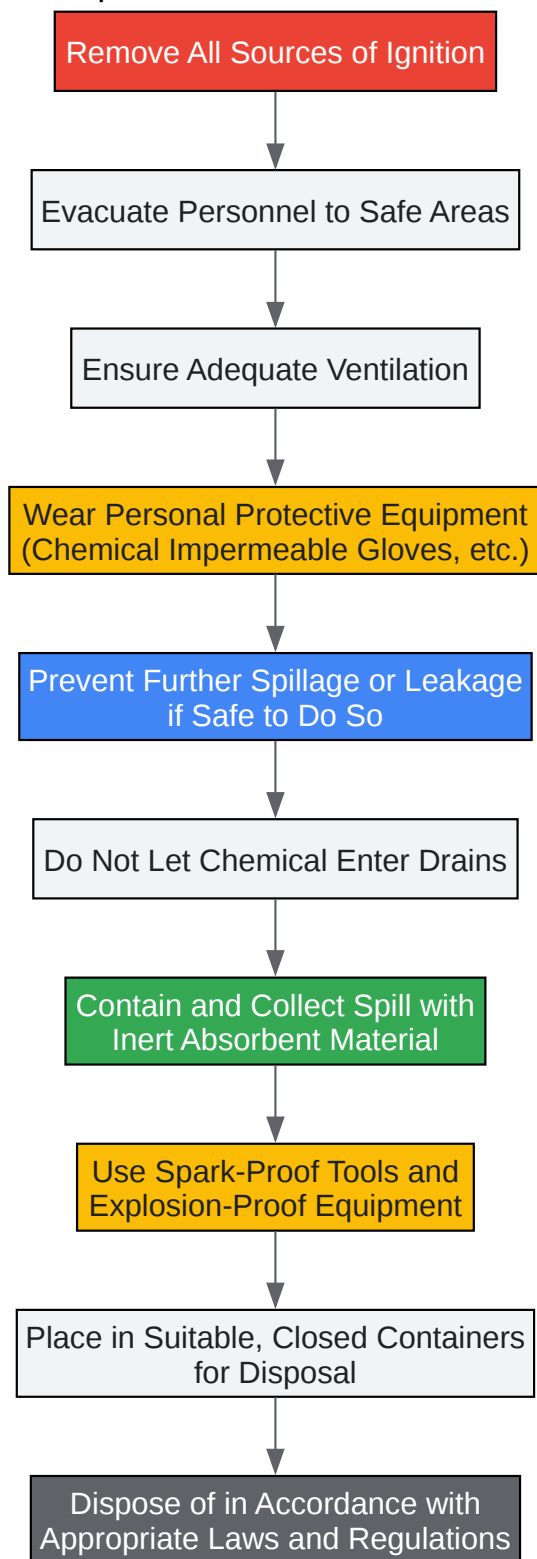 Remove All Sources of Ignition
Evacuate Personnel to Safe Areas
Ensure Adequate Ventilation
Wear Personal Protective Equipment
(Chemical Impermeable Gloves, etc.)
Prevent Further Spillage or Leakage
if Safe to Do So
Do Not Let Chemical Enter Drains
Contain and Collect Spill with
Inert Absorbent Material
Use Spark-Proof Tools and
Explosion-Proof Equipment
Place in Suitable, Closed Containers
for Disposal
Dispose of in Accordance with
Appropriate Laws and Regulations